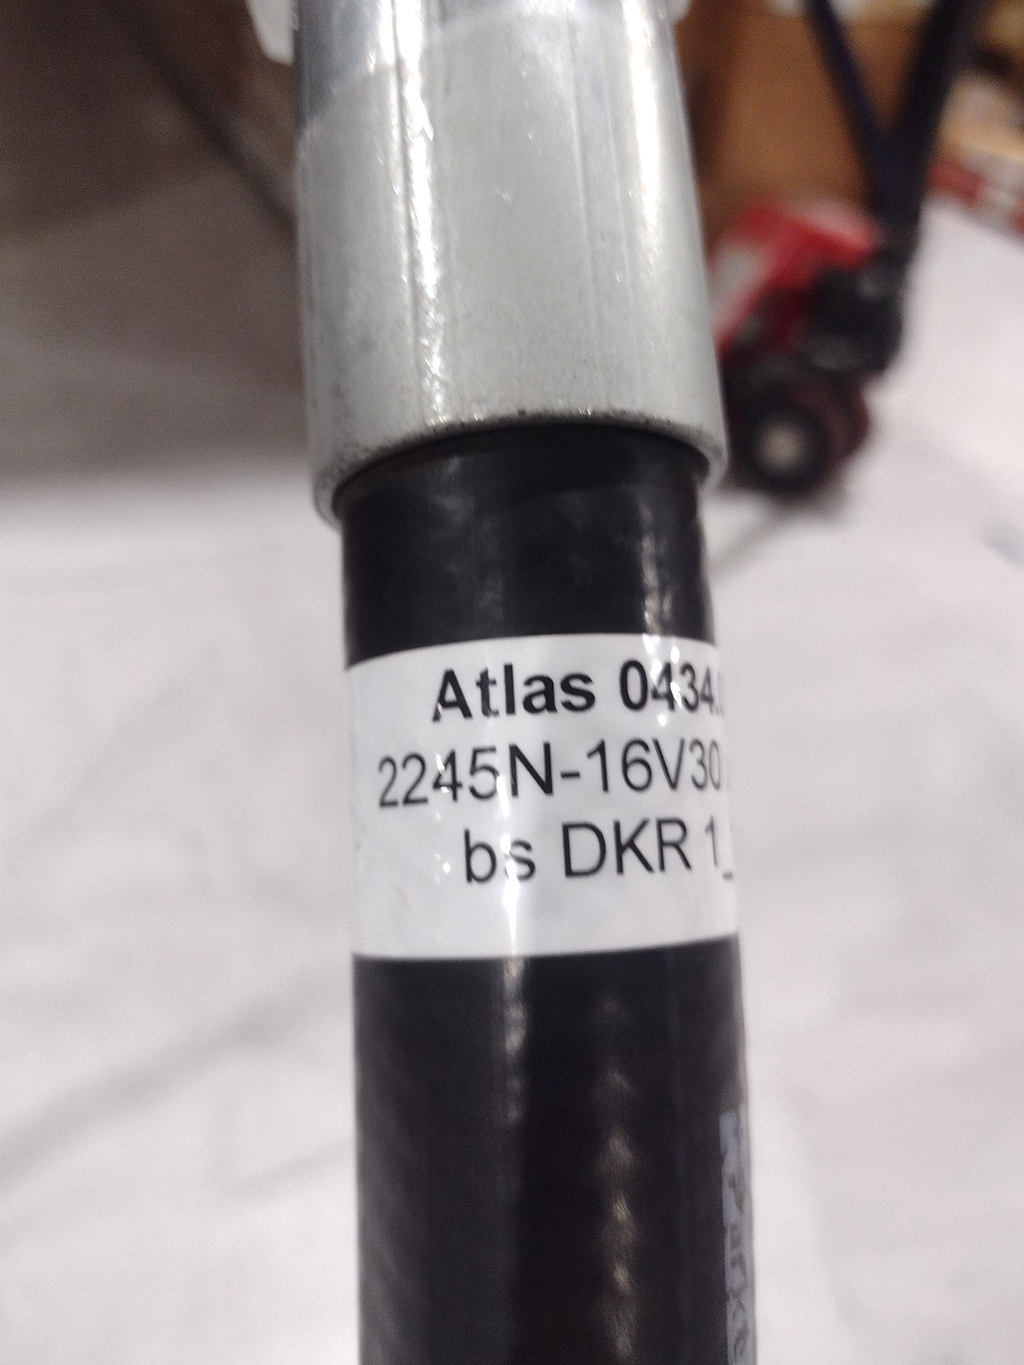 Atlas 0434.
2245N-16V30
bs DKR 1_